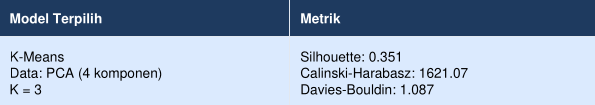 Model Terpilih
Metrik
K-Means
Data: PCA (4 komponen)
K = 3
Silhouette: 0.351
Calinski-Harabasz: 1621.07
Davies-Bouldin: 1.087